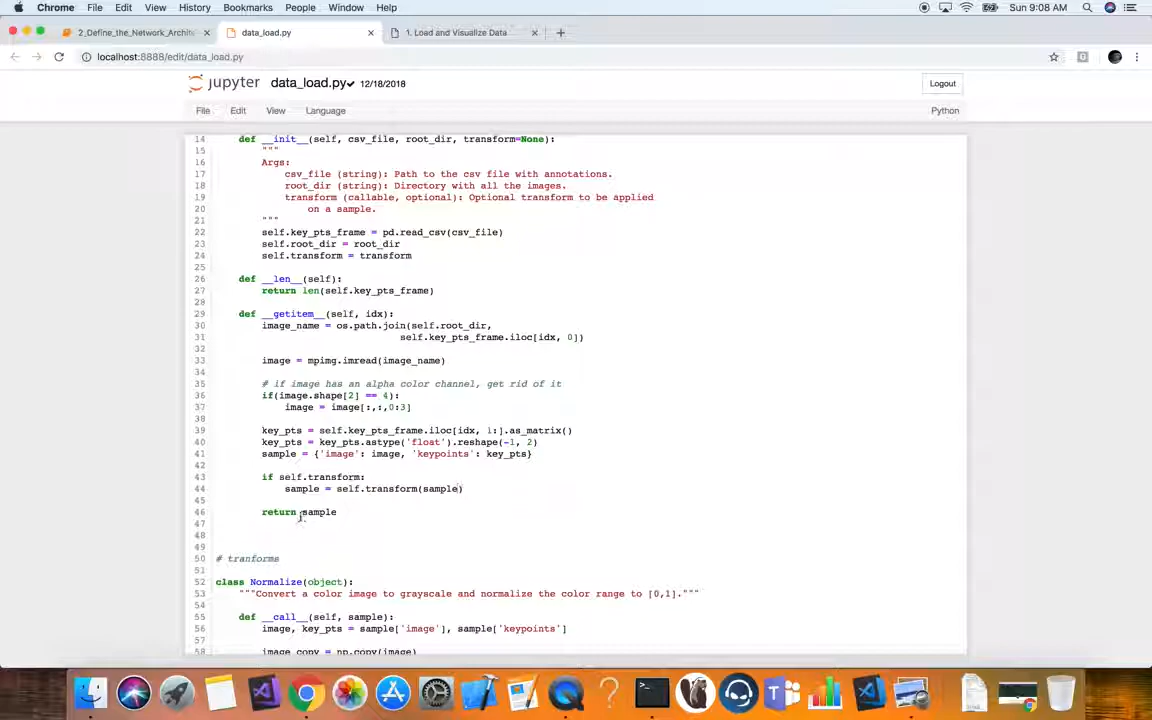 Chrome File Edit View History Bookmarks People Window Help Sun 9:08 AM
2_Define_the_Network_Archite × data_load.py × 1. Load and Visualize Data × +
localhost:8888/edit/data_load.py
jupyter data_load.py✔ 12/18/2018 Logout
File Edit View Language Python
14 def __init__(self, csv_file, root_dir, transform=None):
15 """
16 Args:
17 csv_file (string): Path to the csv file with annotations.
18 root_dir (string): Directory with all the images.
19 transform (callable, optional): Optional transform to be applied
20 on a sample.
21 """
22 self.key_pts_frame = pd.read_csv(csv_file)
23 self.root_dir = root_dir
24 self.transform = transform
25
26 def __len__(self):
27 return len(self.key_pts_frame)
28
29 def __getitem__(self, idx):
30 image_name = os.path.join(self.root_dir,
31 self.key_pts_frame.iloc[idx, 0])
32
33 image = mpimg.imread(image_name)
34
35 # if image has an alpha color channel, get rid of it
36 if(image.shape[2] == 4):
37 image = image[:,:,0:3]
38
39 key_pts = self.key_pts_frame.iloc[idx, 1:].as_matrix()
40 key_pts = key_pts.astype('float').reshape(-1, 2)
41 sample = {'image': image, 'keypoints': key_pts}
42
43 if self.transform:
44 sample = self.transform(sample)
45
46 return sample
47
48
49
50 # tranforms
51
52 class Normalize(object):
53 """Convert a color image to grayscale and normalize the color range to [0,1]."""
54
55 def __call__(self, sample):
56 image, key_pts = sample['image'], sample['keypoints']
57
58 image_copy = np.copy(image)